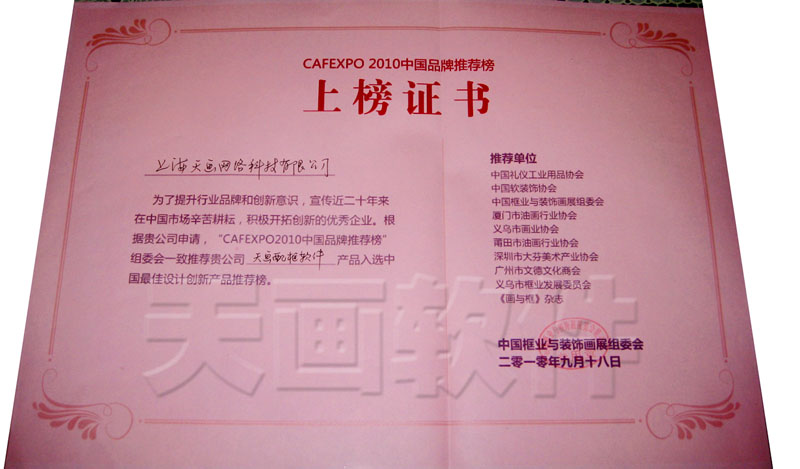 CAFEXPO 2010中国品牌推荐榜
上榜证书
上海天画网络科技有限公司
为了提升行业品牌和创新意识，宣传近二十年来
在中国市场辛苦耕耘，积极开拓创新的优秀企业。根
据贵公司申请，“CAFEXPO2010中国品牌推荐榜”
组委会一致推荐贵公司 天画配框软件 产品入选中
国最佳设计创新产品推荐榜。
推荐单位
中国礼仪工业用品协会
中国软装饰协会
中国框业与装饰画展组委会
厦门市油画行业协会
义乌市画业协会
莆田市油画行业协会
深圳市大芬美术产业协会
广州市文德文化商会
义乌市框业发展委员会
《画与框》杂志
中国框业与装饰画展组委会
二零一零年九月十八日
天画软件